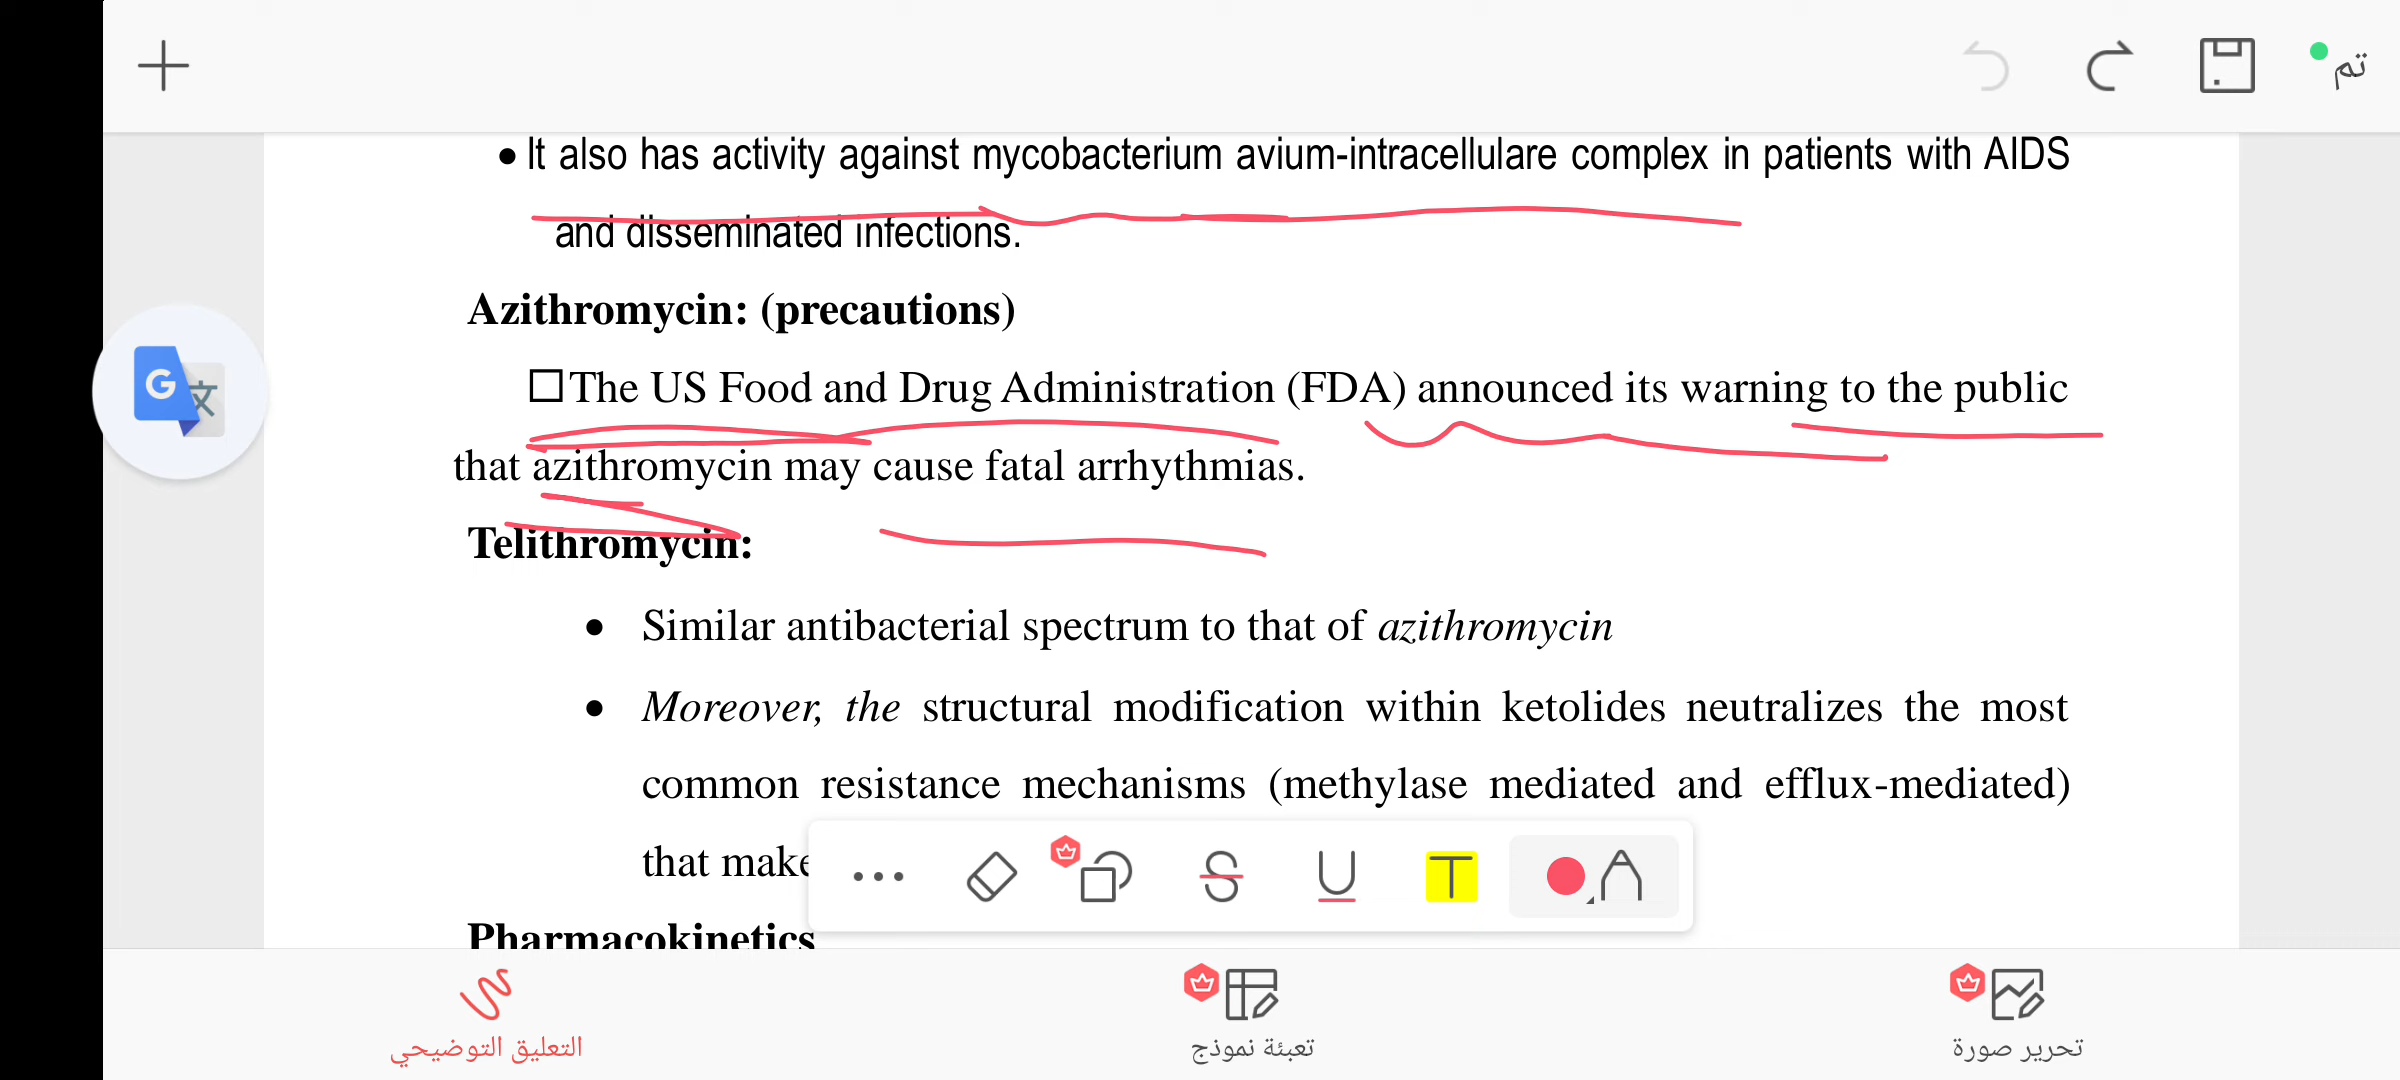 تم
• It also has activity against mycobacterium avium-intracellulare complex in patients with AIDS
and disseminated infections.
Azithromycin: (precautions)
□The US Food and Drug Administration (FDA) announced its warning to the public
that azithromycin may cause fatal arrhythmias.
Telithromycin:
• Similar antibacterial spectrum to that of azithromycin
• Moreover, the structural modification within ketolides neutralizes the most
common resistance mechanisms (methylase mediated and efflux-mediated)
that make
Pharmacokinetics
التعليق التوضيحي
تعبئة نموذج
تحرير صورة